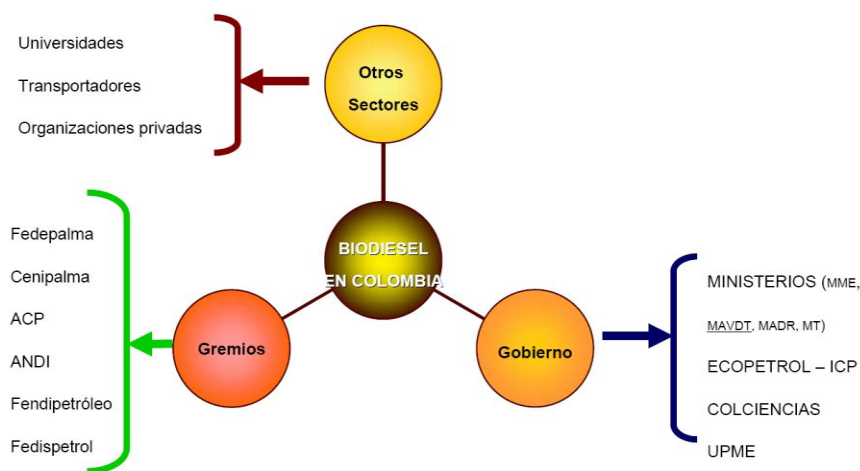 Universidades
Transportadores
Organizaciones privadas
Otros
Sectores
BIODIESEL
EN COLOMBIA
Fedepalma
Cenipalma
ACP
ANDI
Fendipetróleo
Fedispetrol
Gremios
Gobierno
MINISTERIOS (MME,
MAVDT, MADR, MT)
ECOPETROL – ICP
COLCIENCIAS
UPME